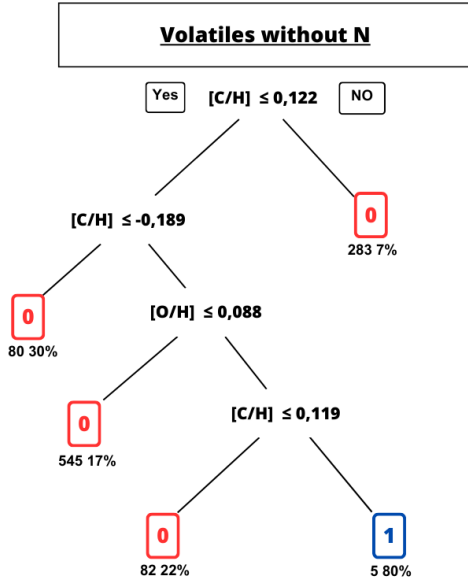 Volatiles without N
Yes [C/H] ≤ 0,122 NO
[C/H] ≤ -0,189
0
283 7%
0
80 30%
[O/H] ≤ 0,088
0
545 17%
[C/H] ≤ 0,119
0
82 22%
1
5 80%